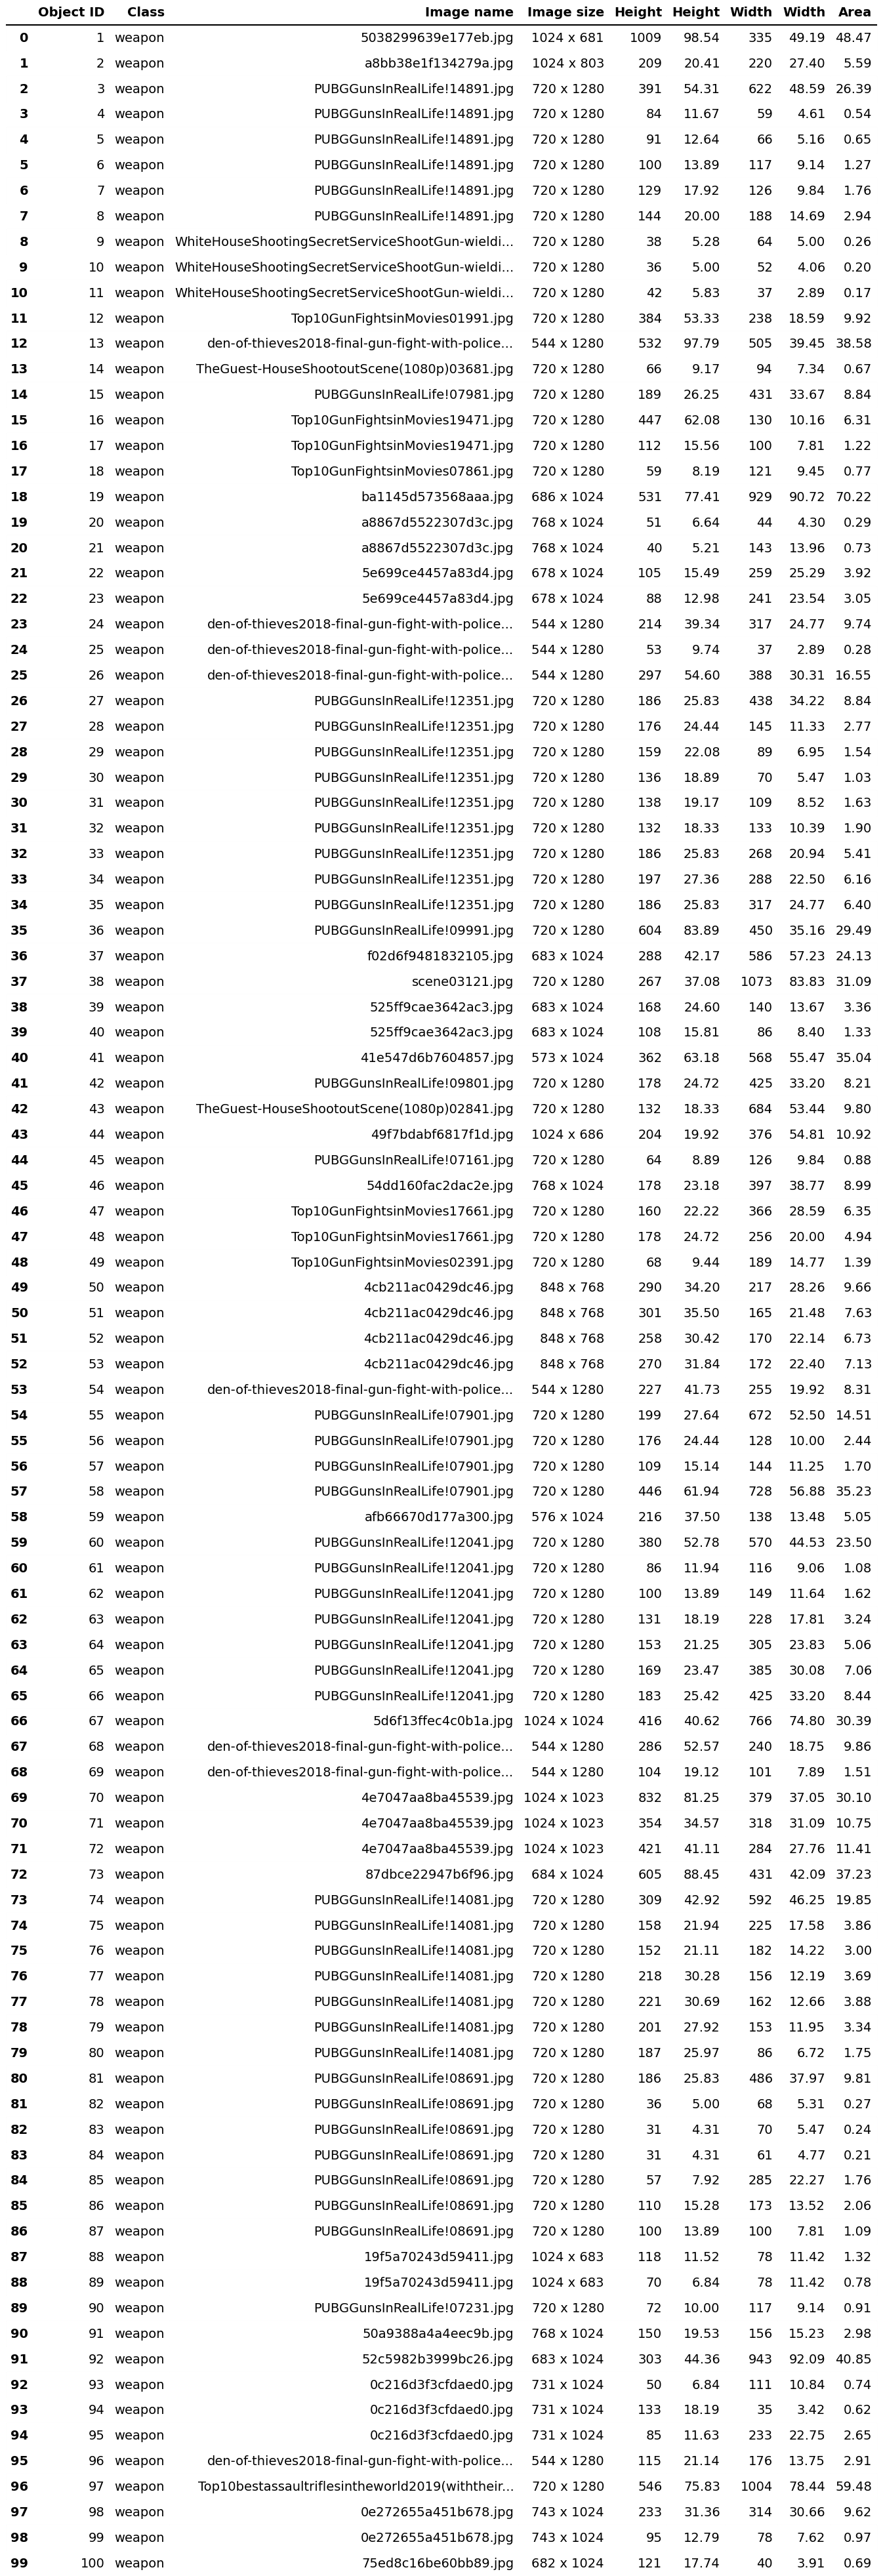 Object ID Class Image name Image size Height Height Width Width Area
0 1 weapon 5038299639e177eb.jpg 1024 x 681 1009 98.54 335 49.19 48.47
1 2 weapon a8bb38e1f134279a.jpg 1024 x 803 209 20.41 220 27.40 5.59
2 3 weapon PUBGGunsInRealLife!14891.jpg 720 x 1280 391 54.31 622 48.59 26.39
3 4 weapon PUBGGunsInRealLife!14891.jpg 720 x 1280 84 11.67 59 4.61 0.54
4 5 weapon PUBGGunsInRealLife!14891.jpg 720 x 1280 91 12.64 66 5.16 0.65
5 6 weapon PUBGGunsInRealLife!14891.jpg 720 x 1280 100 13.89 117 9.14 1.27
6 7 weapon PUBGGunsInRealLife!14891.jpg 720 x 1280 129 17.92 126 9.84 1.76
7 8 weapon PUBGGunsInRealLife!14891.jpg 720 x 1280 144 20.00 188 14.69 2.94
8 9 weapon WhiteHouseShootingSecretServiceShootGun-wieldi... 720 x 1280 38 5.28 64 5.00 0.26
9 10 weapon WhiteHouseShootingSecretServiceShootGun-wieldi... 720 x 1280 36 5.00 52 4.06 0.20
10 11 weapon WhiteHouseShootingSecretServiceShootGun-wieldi... 720 x 1280 42 5.83 37 2.89 0.17
11 12 weapon Top10GunFightsinMovies01991.jpg 720 x 1280 384 53.33 238 18.59 9.92
12 13 weapon den-of-thieves2018-final-gun-fight-with-police... 544 x 1280 532 97.79 505 39.45 38.58
13 14 weapon TheGuest-HouseShootoutScene(1080p)03681.jpg 720 x 1280 66 9.17 94 7.34 0.67
14 15 weapon PUBGGunsInRealLife!07981.jpg 720 x 1280 189 26.25 431 33.67 8.84
15 16 weapon Top10GunFightsinMovies19471.jpg 720 x 1280 447 62.08 130 10.16 6.31
16 17 weapon Top10GunFightsinMovies19471.jpg 720 x 1280 112 15.56 100 7.81 1.22
17 18 weapon Top10GunFightsinMovies07861.jpg 720 x 1280 59 8.19 121 9.45 0.77
18 19 weapon ba1145d573568aaa.jpg 686 x 1024 531 77.41 929 90.72 70.22
19 20 weapon a8867d5522307d3c.jpg 768 x 1024 51 6.64 44 4.30 0.29
20 21 weapon a8867d5522307d3c.jpg 768 x 1024 40 5.21 143 13.96 0.73
21 22 weapon 5e699ce4457a83d4.jpg 678 x 1024 105 15.49 259 25.29 3.92
22 23 weapon 5e699ce4457a83d4.jpg 678 x 1024 88 12.98 241 23.54 3.05
23 24 weapon den-of-thieves2018-final-gun-fight-with-police... 544 x 1280 214 39.34 317 24.77 9.74
24 25 weapon den-of-thieves2018-final-gun-fight-with-police... 544 x 1280 53 9.74 37 2.89 0.28
25 26 weapon den-of-thieves2018-final-gun-fight-with-police... 544 x 1280 297 54.60 388 30.31 16.55
26 27 weapon PUBGGunsInRealLife!12351.jpg 720 x 1280 186 25.83 438 34.22 8.84
27 28 weapon PUBGGunsInRealLife!12351.jpg 720 x 1280 176 24.44 145 11.33 2.77
28 29 weapon PUBGGunsInRealLife!12351.jpg 720 x 1280 159 22.08 89 6.95 1.54
29 30 weapon PUBGGunsInRealLife!12351.jpg 720 x 1280 136 18.89 70 5.47 1.03
30 31 weapon PUBGGunsInRealLife!12351.jpg 720 x 1280 138 19.17 109 8.52 1.63
31 32 weapon PUBGGunsInRealLife!12351.jpg 720 x 1280 132 18.33 133 10.39 1.90
32 33 weapon PUBGGunsInRealLife!12351.jpg 720 x 1280 186 25.83 268 20.94 5.41
33 34 weapon PUBGGunsInRealLife!12351.jpg 720 x 1280 197 27.36 288 22.50 6.16
34 35 weapon PUBGGunsInRealLife!12351.jpg 720 x 1280 186 25.83 317 24.77 6.40
35 36 weapon PUBGGunsInRealLife!09991.jpg 720 x 1280 604 83.89 450 35.16 29.49
36 37 weapon f02d6f9481832105.jpg 683 x 1024 288 42.17 586 57.23 24.13
37 38 weapon scene03121.jpg 720 x 1280 267 37.08 1073 83.83 31.09
38 39 weapon 525ff9cae3642ac3.jpg 683 x 1024 168 24.60 140 13.67 3.36
39 40 weapon 525ff9cae3642ac3.jpg 683 x 1024 108 15.81 86 8.40 1.33
40 41 weapon 41e547d6b7604857.jpg 573 x 1024 362 63.18 568 55.47 35.04
41 42 weapon PUBGGunsInRealLife!09801.jpg 720 x 1280 178 24.72 425 33.20 8.21
42 43 weapon TheGuest-HouseShootoutScene(1080p)02841.jpg 720 x 1280 132 18.33 684 53.44 9.80
43 44 weapon 49f7bdabf6817f1d.jpg 1024 x 686 204 19.92 376 54.81 10.92
44 45 weapon PUBGGunsInRealLife!07161.jpg 720 x 1280 64 8.89 126 9.84 0.88
45 46 weapon 54dd160fac2dac2e.jpg 768 x 1024 178 23.18 397 38.77 8.99
46 47 weapon Top10GunFightsinMovies17661.jpg 720 x 1280 160 22.22 366 28.59 6.35
47 48 weapon Top10GunFightsinMovies17661.jpg 720 x 1280 178 24.72 256 20.00 4.94
48 49 weapon Top10GunFightsinMovies02391.jpg 720 x 1280 68 9.44 189 14.77 1.39
49 50 weapon 4cb211ac0429dc46.jpg 848 x 768 290 34.20 217 28.26 9.66
50 51 weapon 4cb211ac0429dc46.jpg 848 x 768 301 35.50 165 21.48 7.63
51 52 weapon 4cb211ac0429dc46.jpg 848 x 768 258 30.42 170 22.14 6.73
52 53 weapon 4cb211ac0429dc46.jpg 848 x 768 270 31.84 172 22.40 7.13
53 54 weapon den-of-thieves2018-final-gun-fight-with-police... 544 x 1280 227 41.73 255 19.92 8.31
54 55 weapon PUBGGunsInRealLife!07901.jpg 720 x 1280 199 27.64 672 52.50 14.51
55 56 weapon PUBGGunsInRealLife!07901.jpg 720 x 1280 176 24.44 128 10.00 2.44
56 57 weapon PUBGGunsInRealLife!07901.jpg 720 x 1280 109 15.14 144 11.25 1.70
57 58 weapon PUBGGunsInRealLife!07901.jpg 720 x 1280 446 61.94 728 56.88 35.23
58 59 weapon afb66670d177a300.jpg 576 x 1024 216 37.50 138 13.48 5.05
59 60 weapon PUBGGunsInRealLife!12041.jpg 720 x 1280 380 52.78 570 44.53 23.50
60 61 weapon PUBGGunsInRealLife!12041.jpg 720 x 1280 86 11.94 116 9.06 1.08
61 62 weapon PUBGGunsInRealLife!12041.jpg 720 x 1280 100 13.89 149 11.64 1.62
62 63 weapon PUBGGunsInRealLife!12041.jpg 720 x 1280 131 18.19 228 17.81 3.24
63 64 weapon PUBGGunsInRealLife!12041.jpg 720 x 1280 153 21.25 305 23.83 5.06
64 65 weapon PUBGGunsInRealLife!12041.jpg 720 x 1280 169 23.47 385 30.08 7.06
65 66 weapon PUBGGunsInRealLife!12041.jpg 720 x 1280 183 25.42 425 33.20 8.44
66 67 weapon 5d6f13ffec4c0b1a.jpg 1024 x 1024 416 40.62 766 74.80 30.39
67 68 weapon den-of-thieves2018-final-gun-fight-with-police... 544 x 1280 286 52.57 240 18.75 9.86
68 69 weapon den-of-thieves2018-final-gun-fight-with-police... 544 x 1280 104 19.12 101 7.89 1.51
69 70 weapon 4e7047aa8ba45539.jpg 1024 x 1023 832 81.25 379 37.05 30.10
70 71 weapon 4e7047aa8ba45539.jpg 1024 x 1023 354 34.57 318 31.09 10.75
71 72 weapon 4e7047aa8ba45539.jpg 1024 x 1023 421 41.11 284 27.76 11.41
72 73 weapon 87dbce22947b6f96.jpg 684 x 1024 605 88.45 431 42.09 37.23
73 74 weapon PUBGGunsInRealLife!14081.jpg 720 x 1280 309 42.92 592 46.25 19.85
74 75 weapon PUBGGunsInRealLife!14081.jpg 720 x 1280 158 21.94 225 17.58 3.86
75 76 weapon PUBGGunsInRealLife!14081.jpg 720 x 1280 152 21.11 182 14.22 3.00
76 77 weapon PUBGGunsInRealLife!14081.jpg 720 x 1280 218 30.28 156 12.19 3.69
77 78 weapon PUBGGunsInRealLife!14081.jpg 720 x 1280 221 30.69 162 12.66 3.88
78 79 weapon PUBGGunsInRealLife!14081.jpg 720 x 1280 201 27.92 153 11.95 3.34
79 80 weapon PUBGGunsInRealLife!14081.jpg 720 x 1280 187 25.97 86 6.72 1.75
80 81 weapon PUBGGunsInRealLife!08691.jpg 720 x 1280 186 25.83 486 37.97 9.81
81 82 weapon PUBGGunsInRealLife!08691.jpg 720 x 1280 36 5.00 68 5.31 0.27
82 83 weapon PUBGGunsInRealLife!08691.jpg 720 x 1280 31 4.31 70 5.47 0.24
83 84 weapon PUBGGunsInRealLife!08691.jpg 720 x 1280 31 4.31 61 4.77 0.21
84 85 weapon PUBGGunsInRealLife!08691.jpg 720 x 1280 57 7.92 285 22.27 1.76
85 86 weapon PUBGGunsInRealLife!08691.jpg 720 x 1280 110 15.28 173 13.52 2.06
86 87 weapon PUBGGunsInRealLife!08691.jpg 720 x 1280 100 13.89 100 7.81 1.09
87 88 weapon 19f5a70243d59411.jpg 1024 x 683 118 11.52 78 11.42 1.32
88 89 weapon 19f5a70243d59411.jpg 1024 x 683 70 6.84 78 11.42 0.78
89 90 weapon PUBGGunsInRealLife!07231.jpg 720 x 1280 72 10.00 117 9.14 0.91
90 91 weapon 50a9388a4a4eec9b.jpg 768 x 1024 150 19.53 156 15.23 2.98
91 92 weapon 52c5982b3999bc26.jpg 683 x 1024 303 44.36 943 92.09 40.85
92 93 weapon 0c216d3f3cfdaed0.jpg 731 x 1024 50 6.84 111 10.84 0.74
93 94 weapon 0c216d3f3cfdaed0.jpg 731 x 1024 133 18.19 35 3.42 0.62
94 95 weapon 0c216d3f3cfdaed0.jpg 731 x 1024 85 11.63 233 22.75 2.65
95 96 weapon den-of-thieves2018-final-gun-fight-with-police... 544 x 1280 115 21.14 176 13.75 2.91
96 97 weapon Top10bestassaultriflesintheworld2019(withtheir... 720 x 1280 546 75.83 1004 78.44 59.48
97 98 weapon 0e272655a451b678.jpg 743 x 1024 233 31.36 314 30.66 9.62
98 99 weapon 0e272655a451b678.jpg 743 x 1024 95 12.79 78 7.62 0.97
99 100 weapon 75ed8c16be60bb89.jpg 682 x 1024 121 17.74 40 3.91 0.69